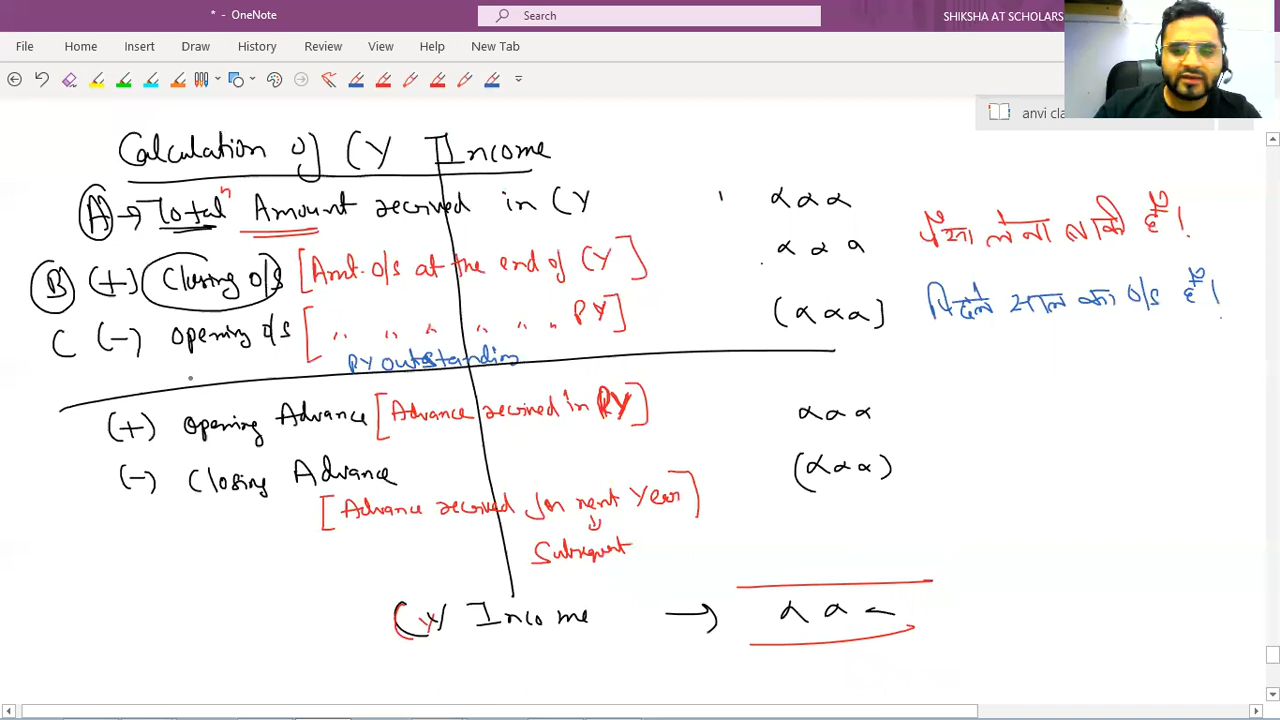 * - OneNote
Search
SHIKSHA AT SCHOLARS
File Home Insert Draw History Review View Help New Tab
anvi cla
Calculation of CY Income
A → Total Amount received in CY
ααα
पैसा लेना बाकी है!
B (+) Closing o/s [Amt. o/s at the end of CY]
ααα
C (-) Opening o/s [ " " " " " " PY]
(ααα)
पिछले साल का o/s है!
PY outstanding
(+) Opening Advance [Advance received in PY]
ααα
(-) Closing Advance
(ααα)
[Advance received for next Year]
↓
Subsequent
CY Income → αα